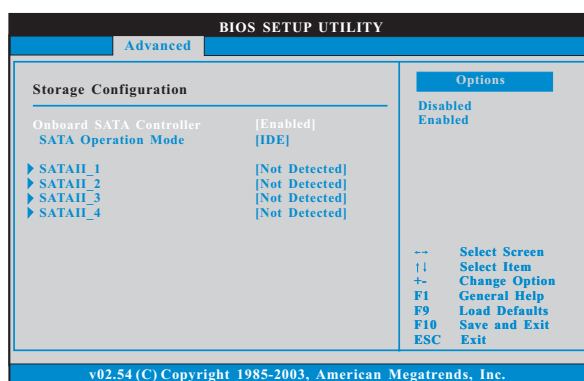 BIOS SETUP UTILITY
Advanced
Storage Configuration
Onboard SATA Controller [Enabled]
SATA Operation Mode [IDE]
SATAII_1 [Not Detected]
SATAII_2 [Not Detected]
SATAII_3 [Not Detected]
SATAII_4 [Not Detected]
Options
Disabled
Enabled
←→ Select Screen
↑↓ Select Item
+- Change Option
F1 General Help
F9 Load Defaults
F10 Save and Exit
ESC Exit
v02.54 (C) Copyright 1985-2003, American Megatrends, Inc.